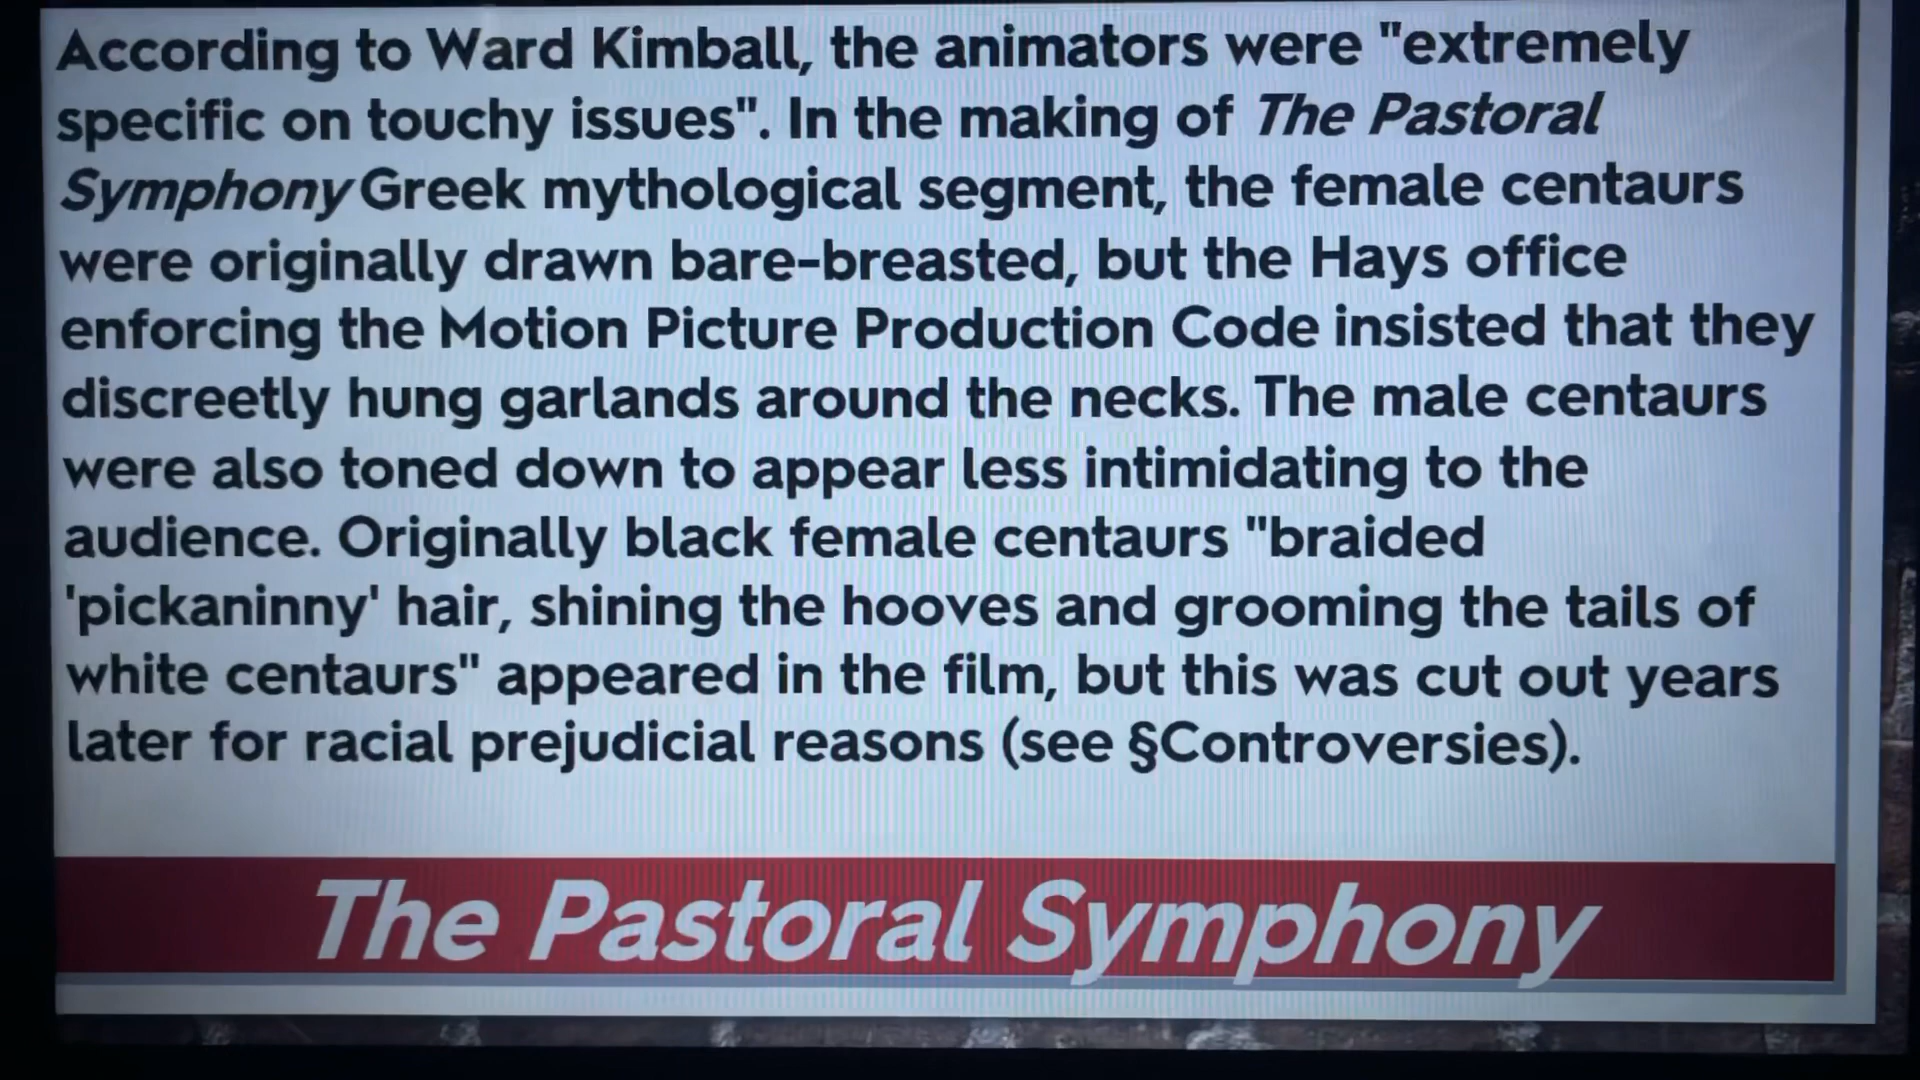 According to Ward Kimball, the animators were "extremely
specific on touchy issues". In the making of The Pastoral
Symphony Greek mythological segment, the female centaurs
were originally drawn bare-breasted, but the Hays office
enforcing the Motion Picture Production Code insisted that they
discreetly hung garlands around the necks. The male centaurs
were also toned down to appear less intimidating to the
audience. Originally black female centaurs "braided
'pickaninny' hair, shining the hooves and grooming the tails of
white centaurs" appeared in the film, but this was cut out years
later for racial prejudicial reasons (see §Controversies).
The Pastoral Symphony